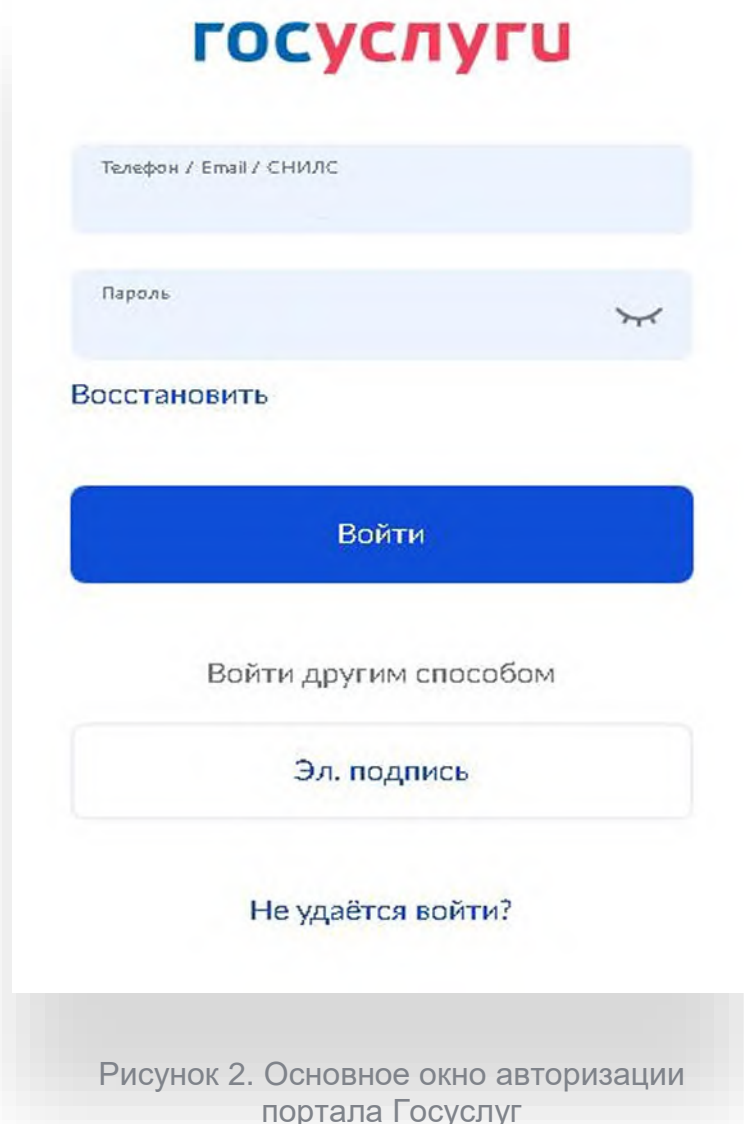 госуслуги
Телефон / Email / СНИЛС
Пароль
Восстановить
Войти
Войти другим способом
Эл. подпись
Не удаётся войти?
Рисунок 2. Основное окно авторизации
портала Госуслуг